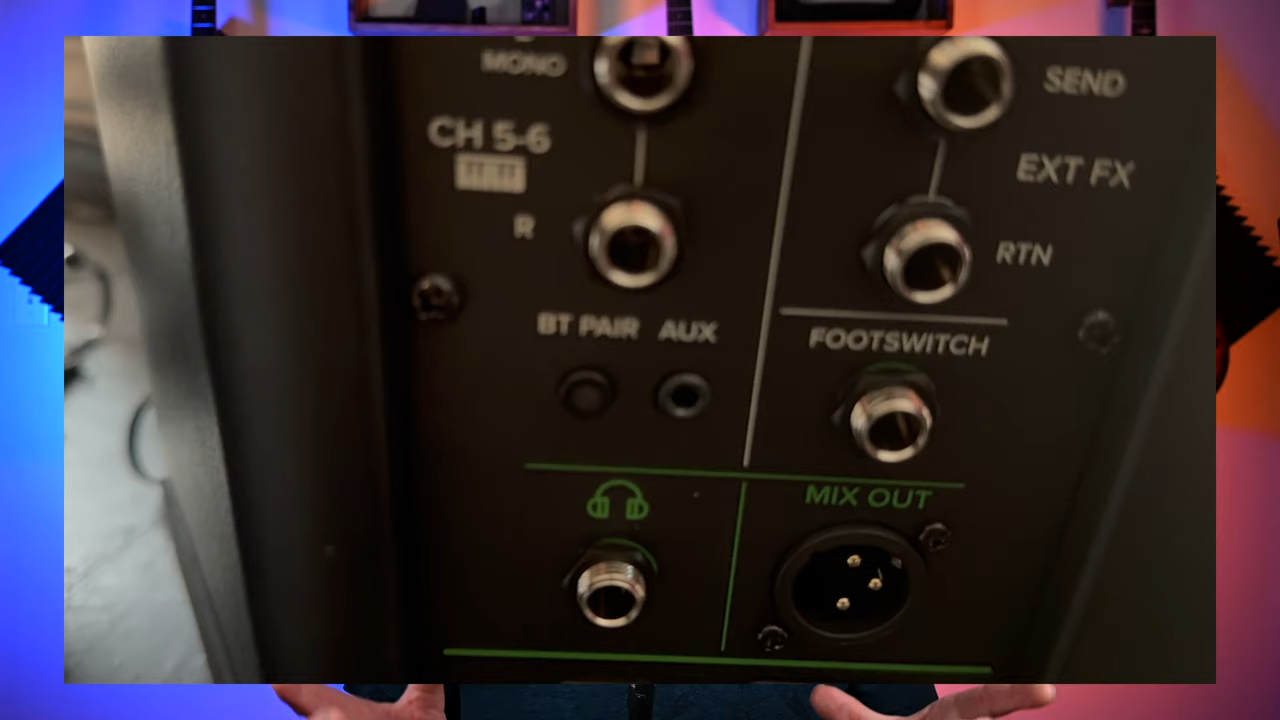 MONO
CH 5-6
R
BT PAIR AUX
SEND
EXT FX
RTN
FOOTSWITCH
MIX OUT